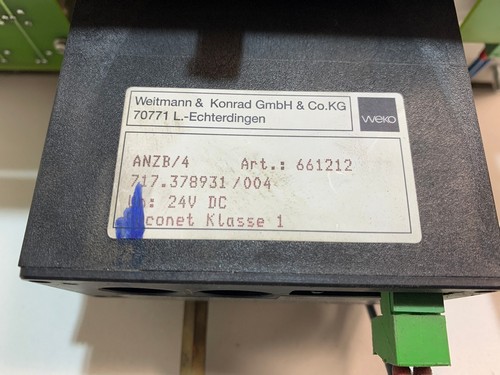 Weitmann & Konrad GmbH & Co.KG
70771 L.-Echterdingen
weko
ANZB/4 Art.: 661212
717.378931/004
24V DC
Klasse 1